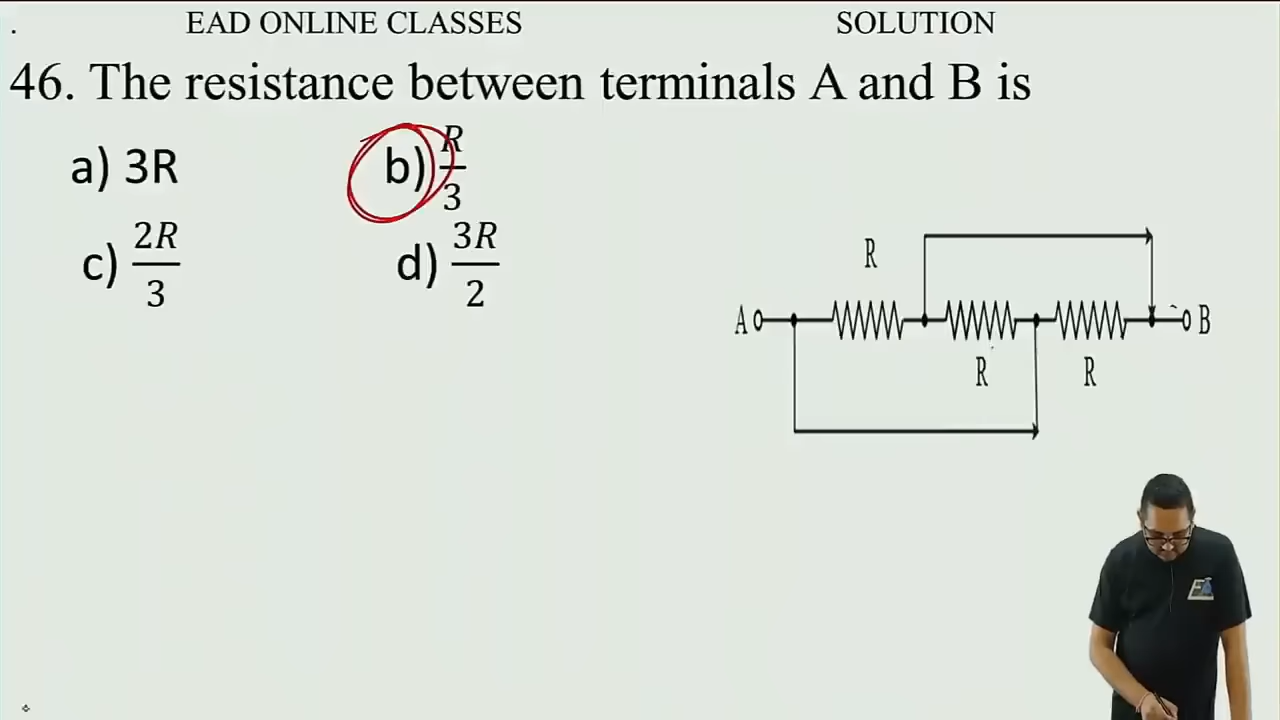 EAD ONLINE CLASSES SOLUTION
46. The resistance between terminals A and B is
a) 3R b) R/3
c) 2R/3 d) 3R/2
R
A B
R R